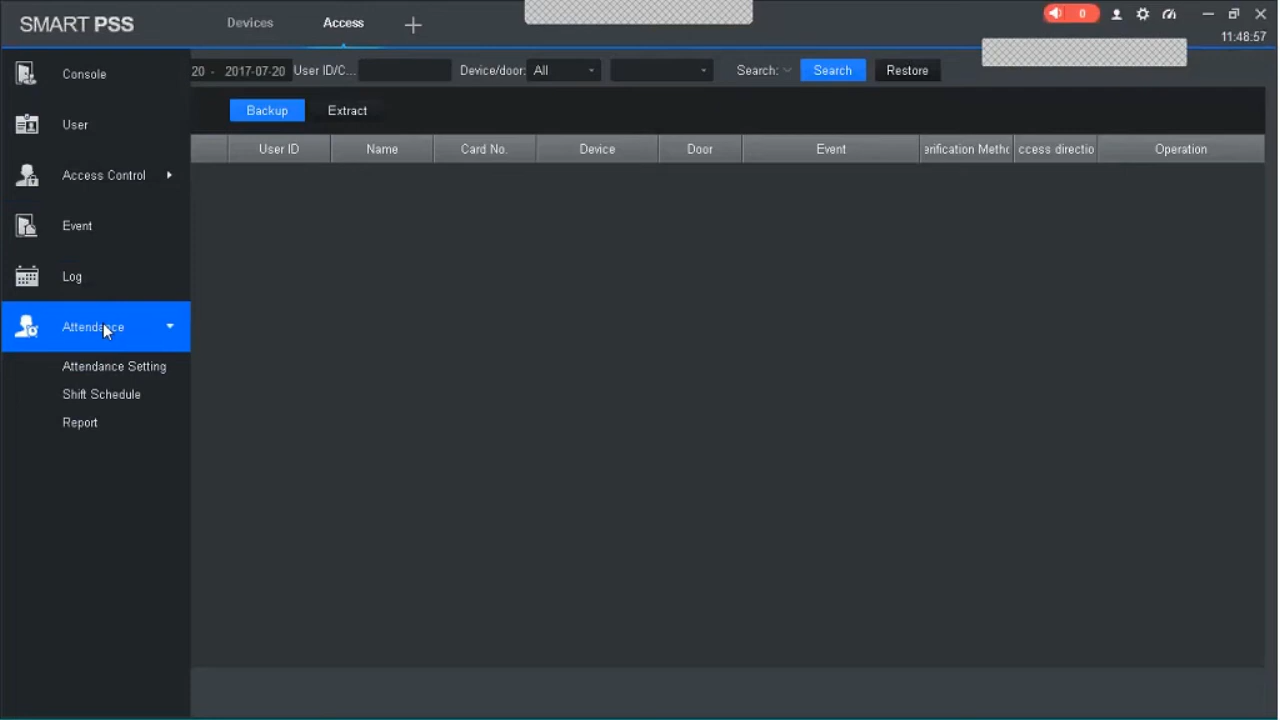 SMART PSS
Devices
Access
0
11:48:57
Console
20 - 2017-07-20 User ID/C... Device/door: All Search: Search Restore
User
Backup Extract
User ID Name Card No. Device Door Event erification Methc ccess directio Operation
Access Control
Event
Log
Attendance
Attendance Setting
Shift Schedule
Report